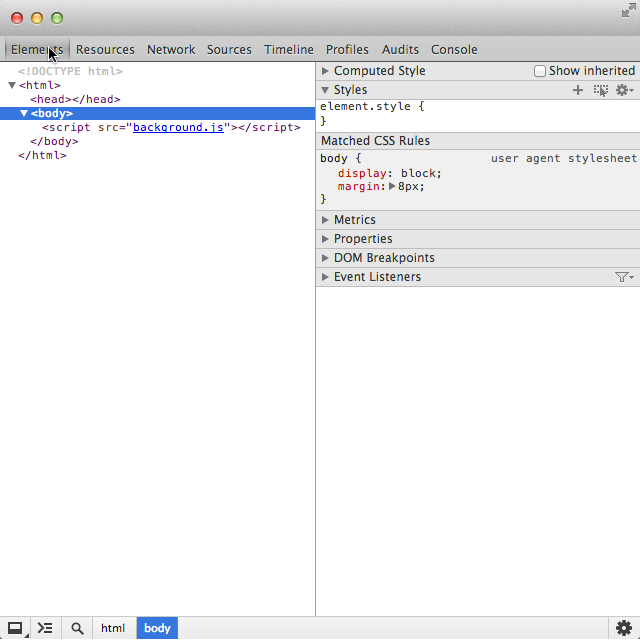 Elements Resources Network Sources Timeline Profiles Audits Console
<!DOCTYPE html>
<html>
<head></head>
<body>
<script src="background.js"></script>
</body>
</html>
Computed Style Show inherited
Styles
element.style {
}
Matched CSS Rules
body { user agent stylesheet
display: block;
margin: 8px;
}
Metrics
Properties
DOM Breakpoints
Event Listeners
html body